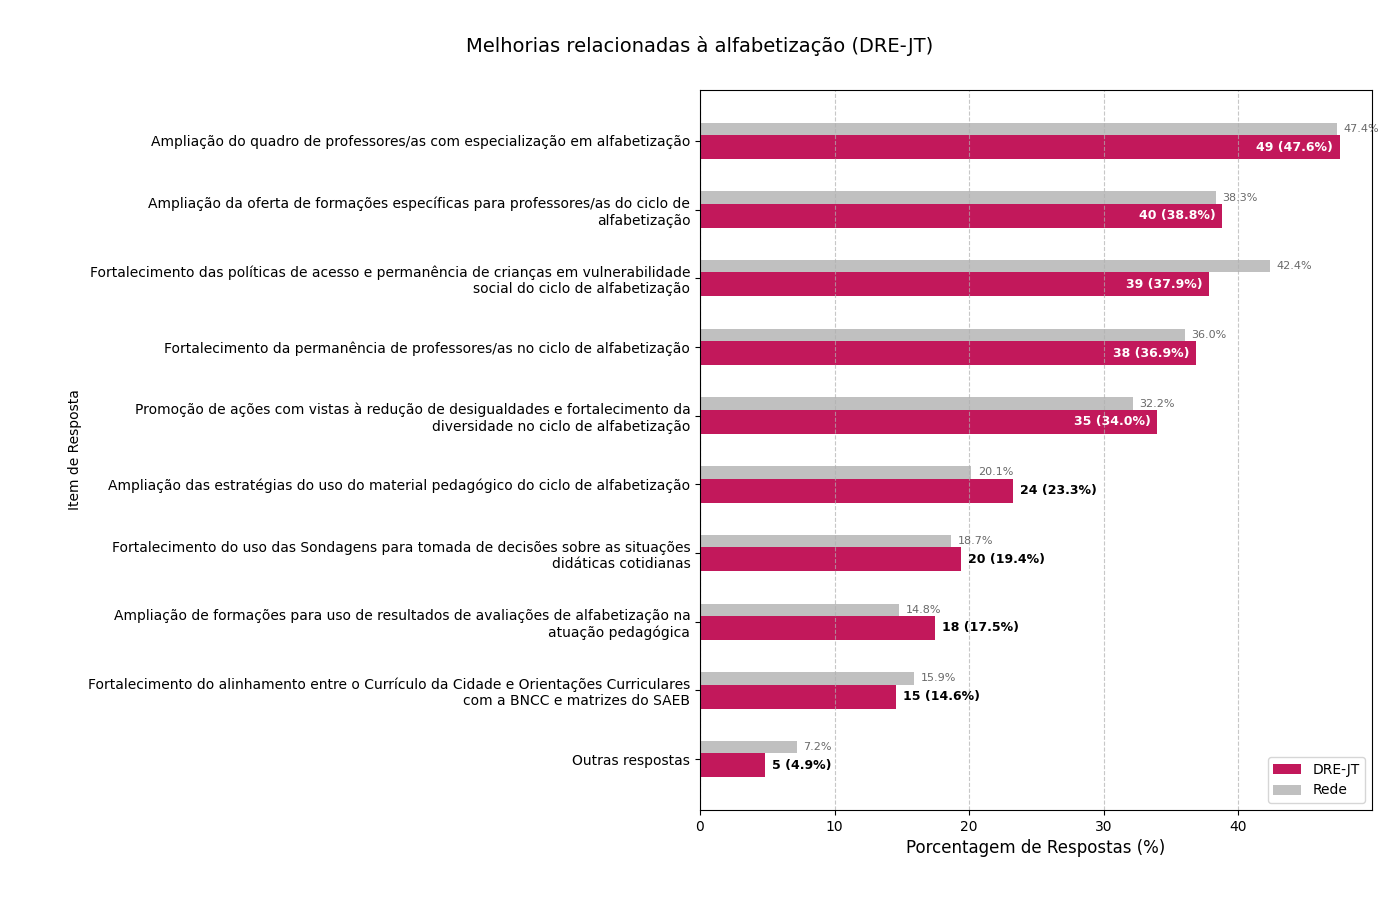 Melhorias relacionadas à alfabetização (DRE-JT)
Item de Resposta
Ampliação do quadro de professores/as com especialização em alfabetização
47.4%
49 (47.6%)
Ampliação da oferta de formações específicas para professores/as do ciclo de
alfabetização
38.3%
40 (38.8%)
Fortalecimento das políticas de acesso e permanência de crianças em vulnerabilidade
social do ciclo de alfabetização
42.4%
39 (37.9%)
Fortalecimento da permanência de professores/as no ciclo de alfabetização
36.0%
38 (36.9%)
Promoção de ações com vistas à redução de desigualdades e fortalecimento da
diversidade no ciclo de alfabetização
32.2%
35 (34.0%)
Ampliação das estratégias do uso do material pedagógico do ciclo de alfabetização
20.1%
24 (23.3%)
Fortalecimento do uso das Sondagens para tomada de decisões sobre as situações
didáticas cotidianas
18.7%
20 (19.4%)
Ampliação de formações para uso de resultados de avaliações de alfabetização na
atuação pedagógica
14.8%
18 (17.5%)
Fortalecimento do alinhamento entre o Currículo da Cidade e Orientações Curriculares
com a BNCC e matrizes do SAEB
15.9%
15 (14.6%)
Outras respostas
7.2%
5 (4.9%)
DRE-JT
Rede
0 10 20 30 40
Porcentagem de Respostas (%)